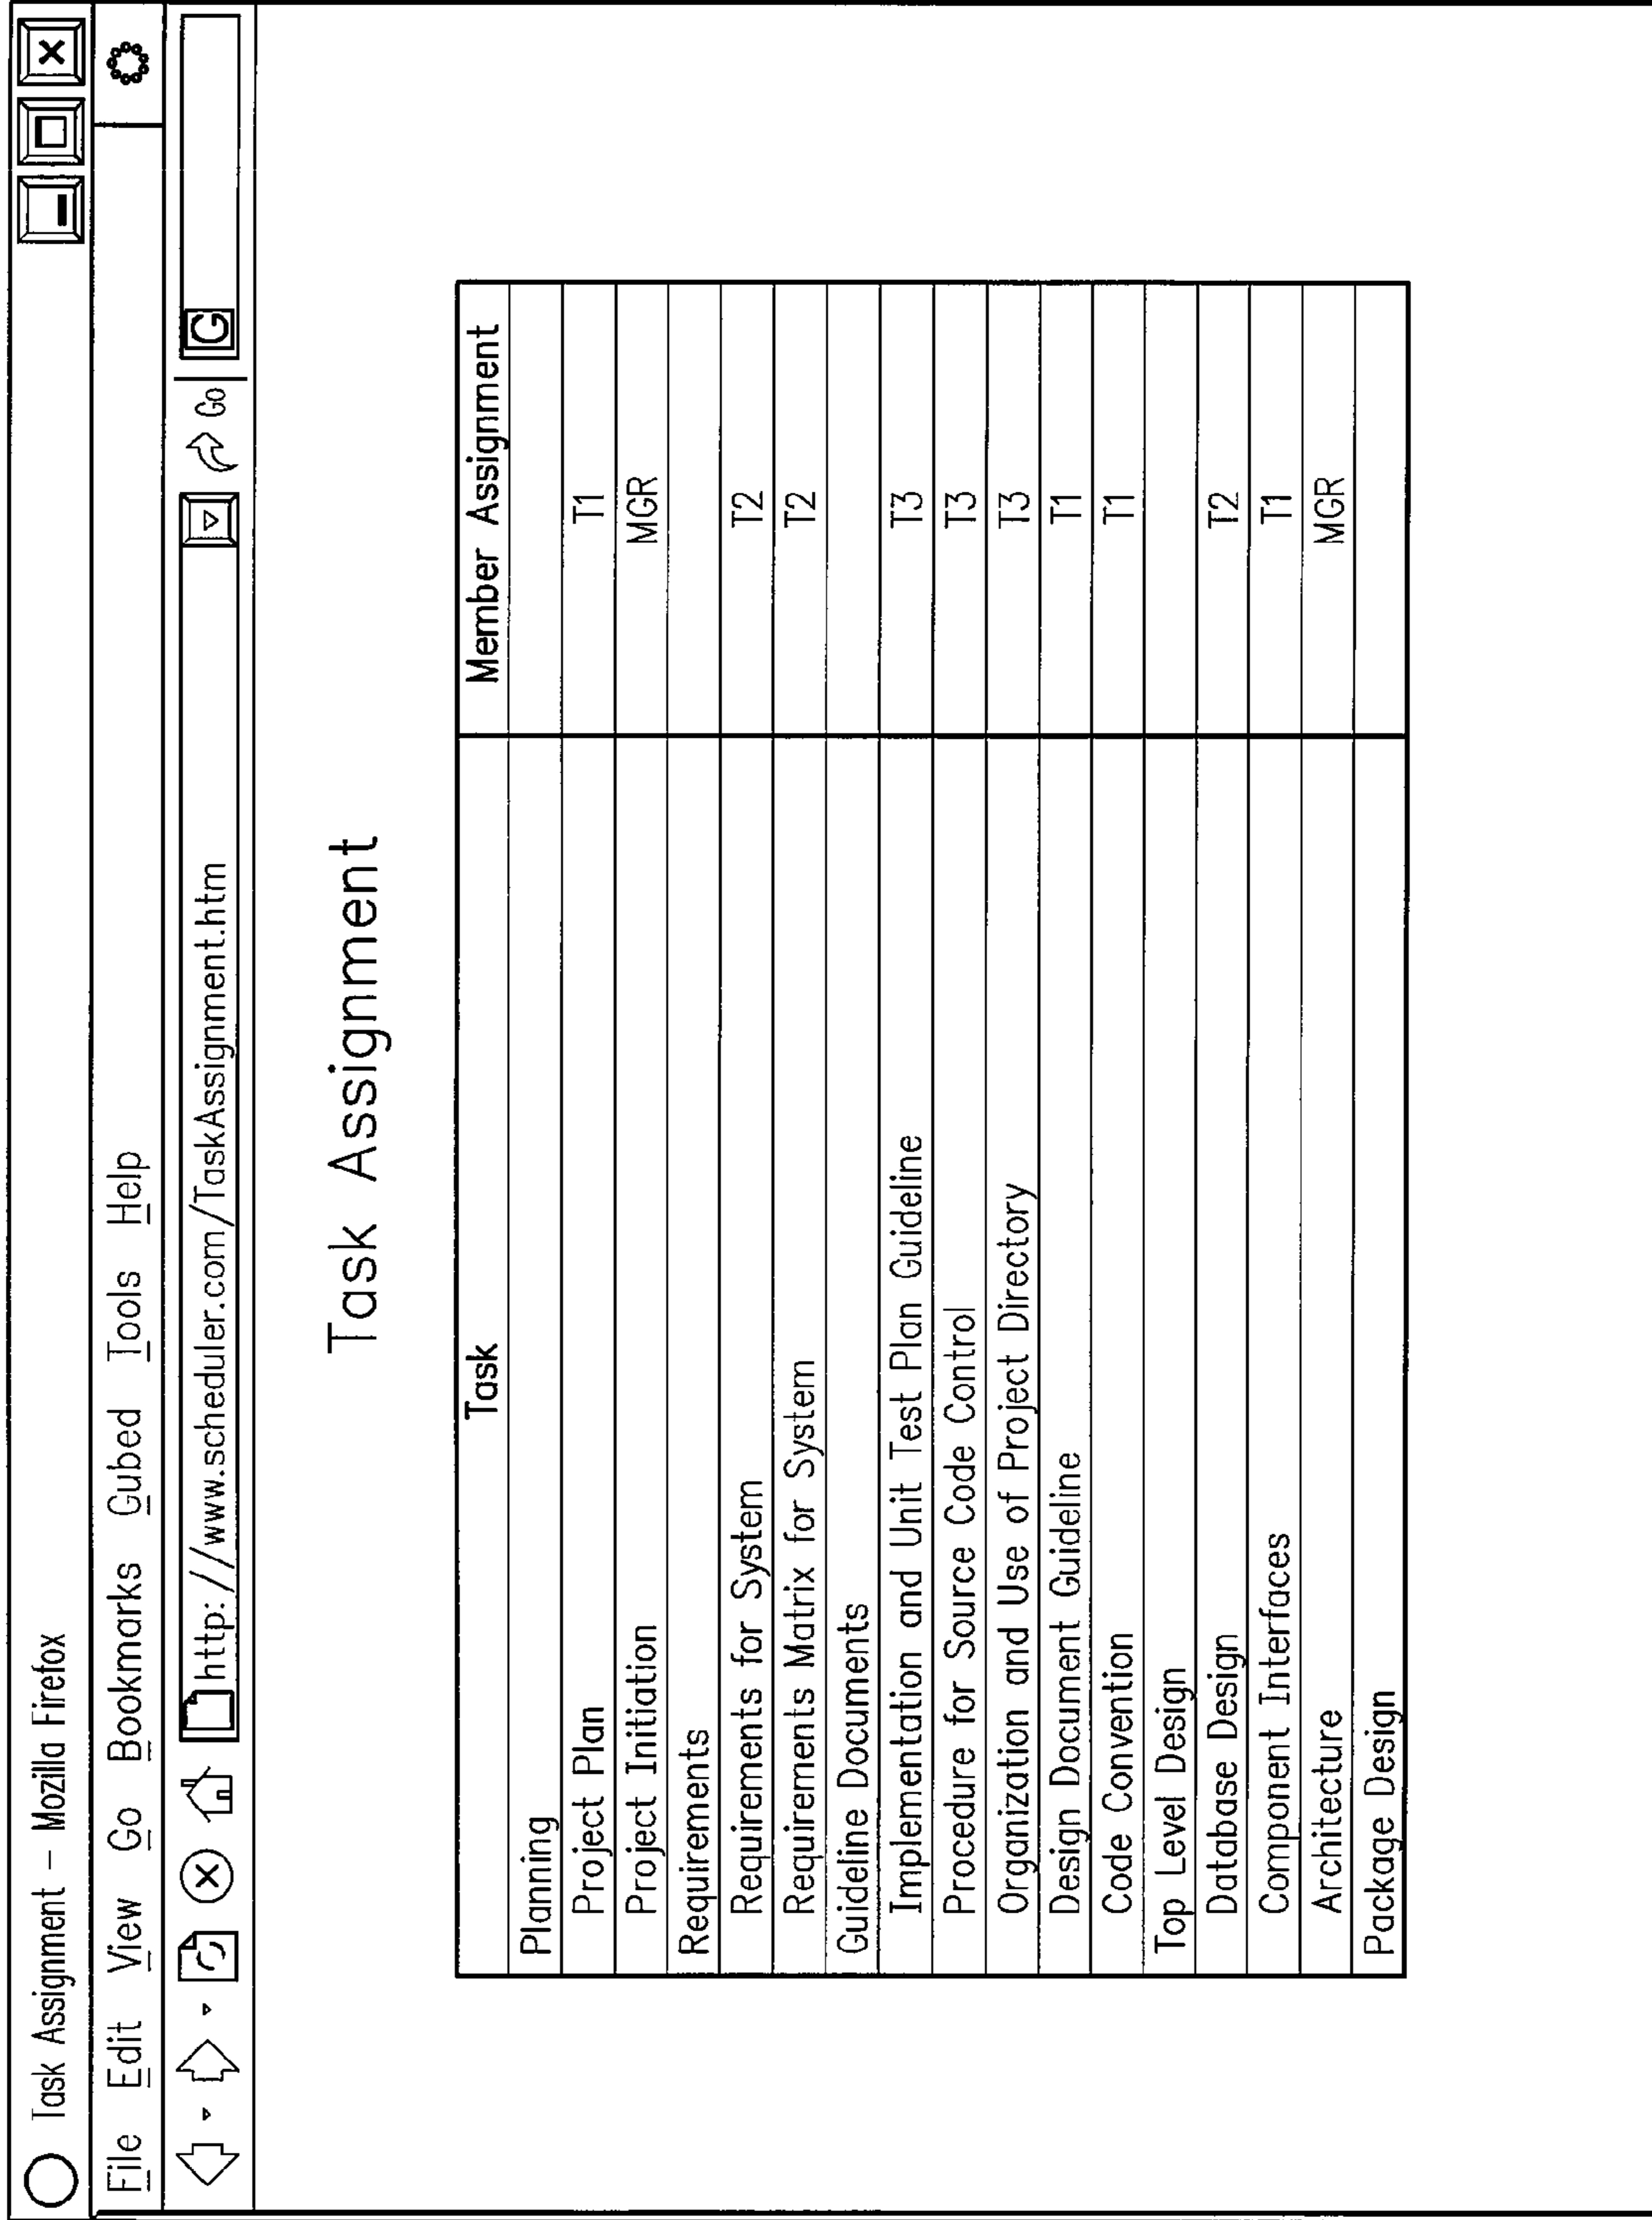 Task Assignment – Mozilla Firefox
File Edit View Go Bookmarks Gubed Tools Help
http://www.scheduler.com/TaskAssignment.htm Go G
Task Assignment
Task Member Assignment
Planning
Project Plan T1
Project Initiation MGR
Requirements
Requirements for System T2
Requirements Matrix for System T2
Guideline Documents
Implementation and Unit Test Plan Guideline T3
Procedure for Source Code Control T3
Organization and Use of Project Directory T3
Design Document Guideline T1
Code Convention T1
Top Level Design
Database Design T2
Component Interfaces T1
Architecture MGR
Package Design